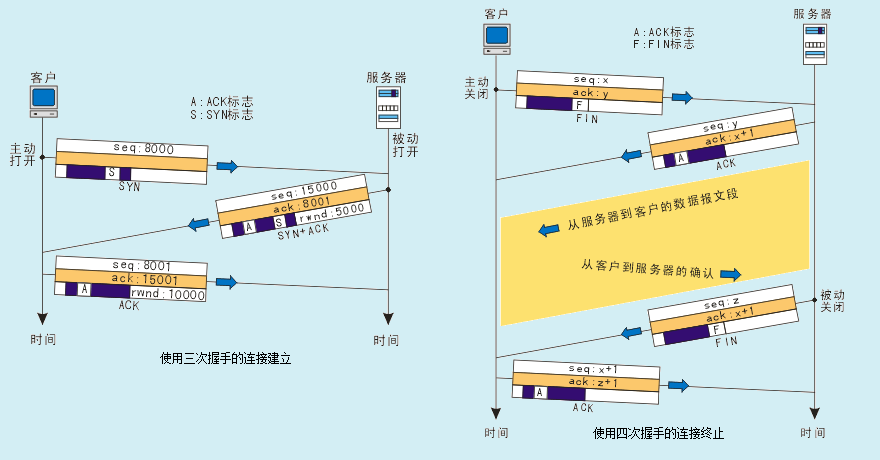 客户
服务器
A:ACK标志
S:SYN标志
主动
打开
被动
打开
seq:8000
S
SYN
seq:15000
ack:8001
A
S
rwnd:5000
SYN+ACK
seq:8001
ack:15001
A
rwnd:10000
ACK
时间
时间
使用三次握手的连接建立
客户
服务器
A:ACK标志
F:FIN标志
主动
关闭
seq:x
ack:y
F
FIN
seq:y
ack:x+1
A
ACK
从服务器到客户的数据报文段
从客户到服务器的确认
被动
关闭
seq:z
ack:x+1
F
FIN
seq:x+1
ack:z+1
A
ACK
时间
时间
使用四次握手的连接终止